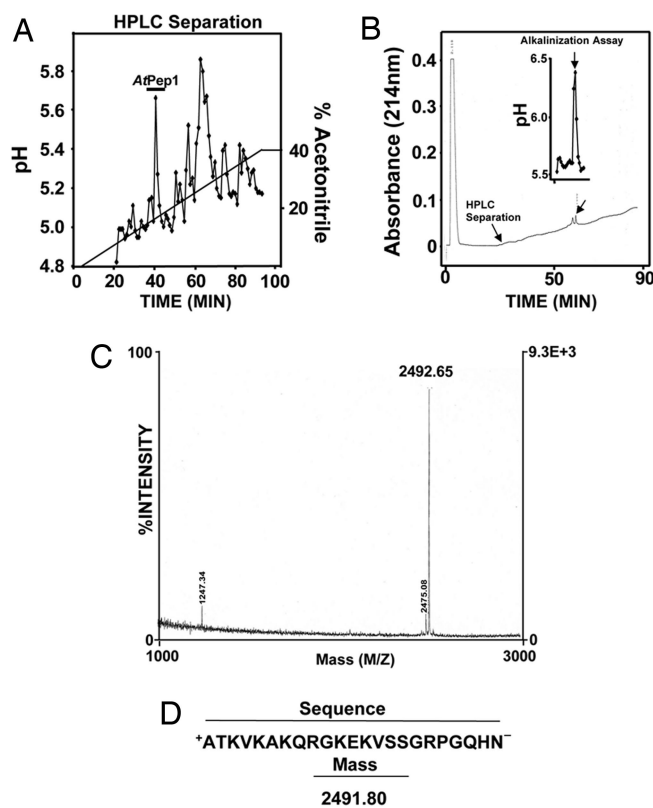 A
HPLC Separation
AtPep1
pH
5.8
5.6
5.4
5.2
5.0
4.8
0 20 40 60 80 100
TIME (MIN)
40
20
% Acetonitrile
B
Alkalinization Assay
Absorbance (214nm)
0.4
0.3
0.2
0.1
0
pH
6.5
6.0
5.5
HPLC
Separation
0 50 90
TIME (MIN)
C
100
9.3E+3
2492.65
%INTENSITY
1247.34
2475.08
0
0
1000
Mass (M/Z)
3000
D
Sequence
+ATKVKAKQRGKEKVSSGRPGQHN−
Mass
2491.80